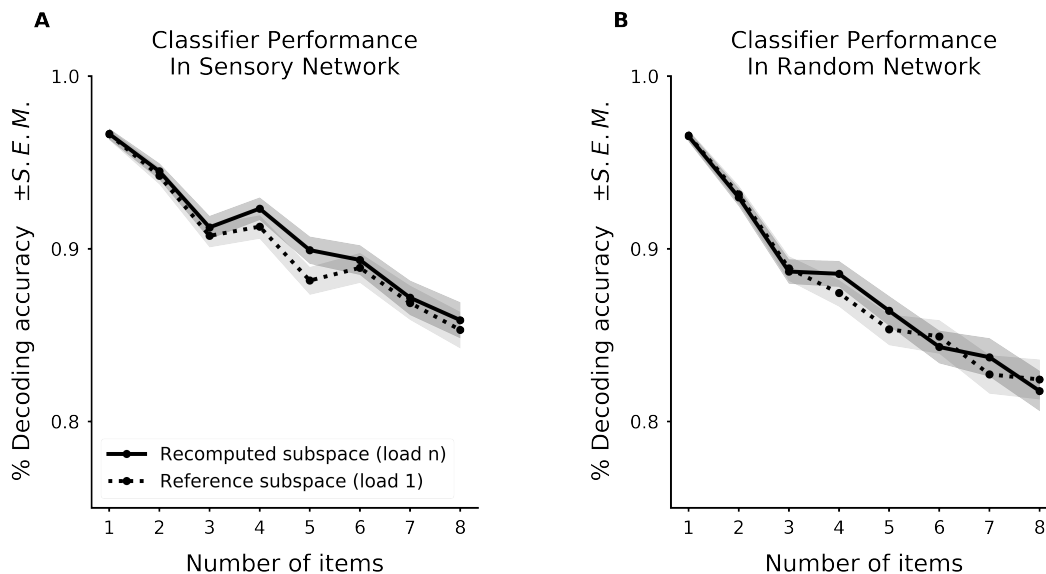 A
Classifier Performance
In Sensory Network
% Decoding accuracy ±S. E. M.
1.0
0.9
0.8
Recomputed subspace (load n)
Reference subspace (load 1)
1 2 3 4 5 6 7 8
Number of items
B
Classifier Performance
In Random Network
% Decoding accuracy ±S. E. M.
1.0
0.9
0.8
1 2 3 4 5 6 7 8
Number of items